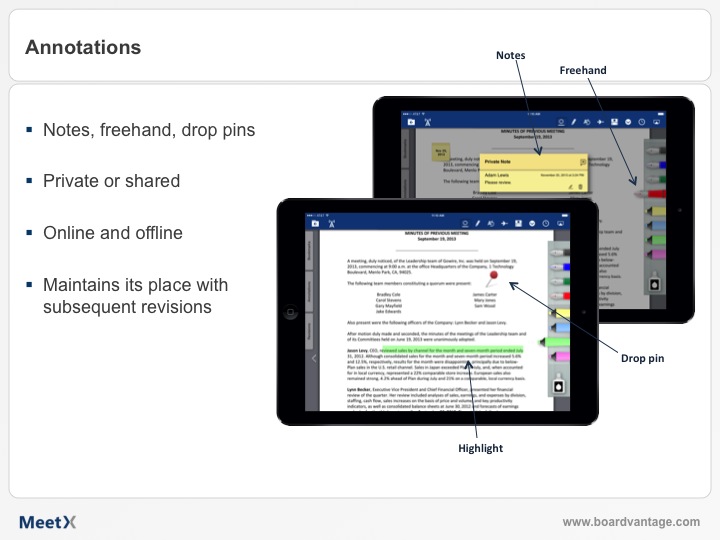 Annotations
Notes
Freehand
Notes, freehand, drop pins
Private or shared
Online and offline
Maintains its place with
subsequent revisions
MINUTES OF PREVIOUS MEETING
September 19, 2013
Private Note
Adam Lewis
Please review.
MINUTES OF PREVIOUS MEETING
September 19, 2013
A meeting, duly noticed, of the Leadership team of Growns, Inc. was held on September 19,
2013, commencing at 9:00 a.m. at the office Headquarters of the Company, J Technology
Boulevard, Menlo Park, CA, 94025.
The following team members constituting a quorum were present:
Bradley Cole James Carter
Carol Stevens Mary Jones
Gary Mayfield Sam Wood
Jake Edwards
Also present were the following officers of the Company: Lynn Becker and Jason Levy.
After motion duly made and seconded, the minutes of the meeting of the Leadership team and
of its Committees held on June 19, 2013 were unanimously adopted.
Jason Levy, CEO, reviewed sales by channel for the month and seven-month period ended July
31, 2012. Although consolidated sales for the month and seven-month period increased 5.6%
and 12.5%, respectively, results for the month were disappointing, principally due to below-
Plan sales in the U.S. retail channel. Sales in Japan exceeded Plan, and, when accounted
for in local currency, represented a 22% comparable store increase. European sales also
remained strong, 4.2% ahead of Plan during July and 31% on a comparable, local currency basis.
Lynn Becker, Executive Vice President and Chief Financial Officer, presented her financial
review of the quarter. Her review included analyses of sales, earnings, and expenses by division,
staffing, cash flow, sales increases on the basis of price and volume, and key productivity
indicators, as well as consolidated balance sheets at June 30, 2012 and forecasts of earnings
Drop pin
Highlight
MeetX
www.boardvantage.com